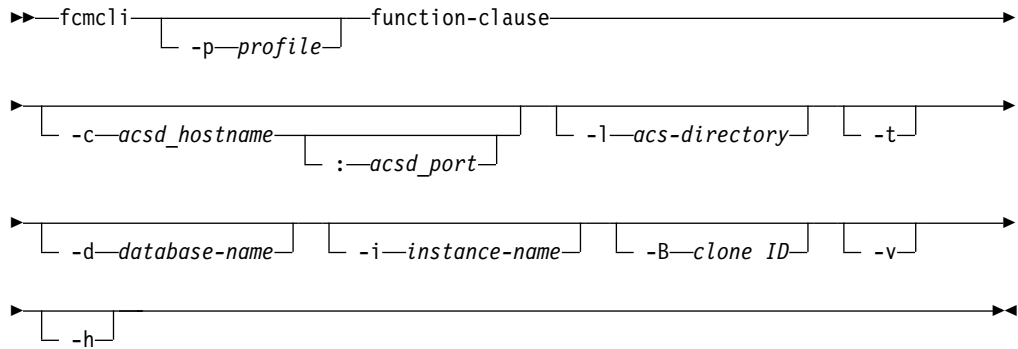 fcmcli function-clause
-p profile
-c acsd_hostname -l acs-directory -t
: acsd_port
-d database-name -i instance-name -B clone ID -v
-h